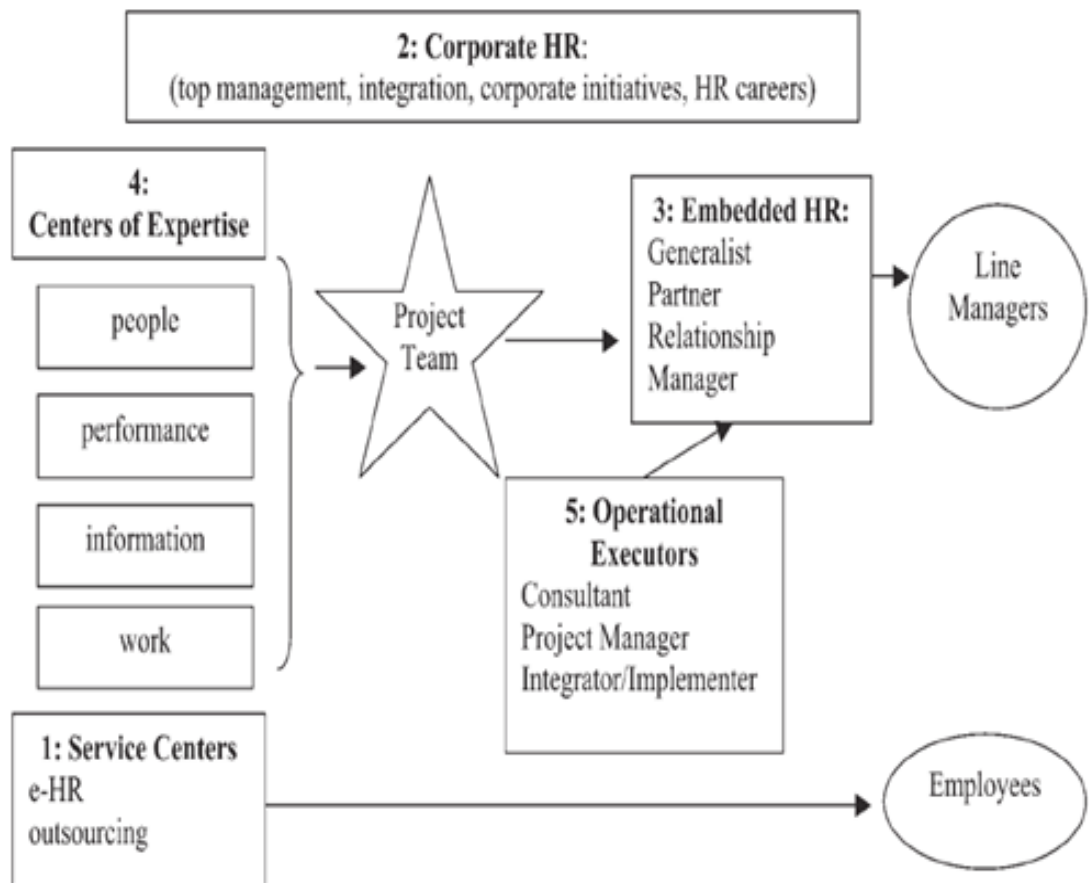 2: Corporate HR:
(top management, integration, corporate initiatives, HR careers)
4:
Centers of Expertise
people
performance
information
work
Project
Team
3: Embedded HR:
Generalist
Partner
Relationship
Manager
Line
Managers
5: Operational
Executors
Consultant
Project Manager
Integrator/Implementer
1: Service Centers
e-HR
outsourcing
Employees